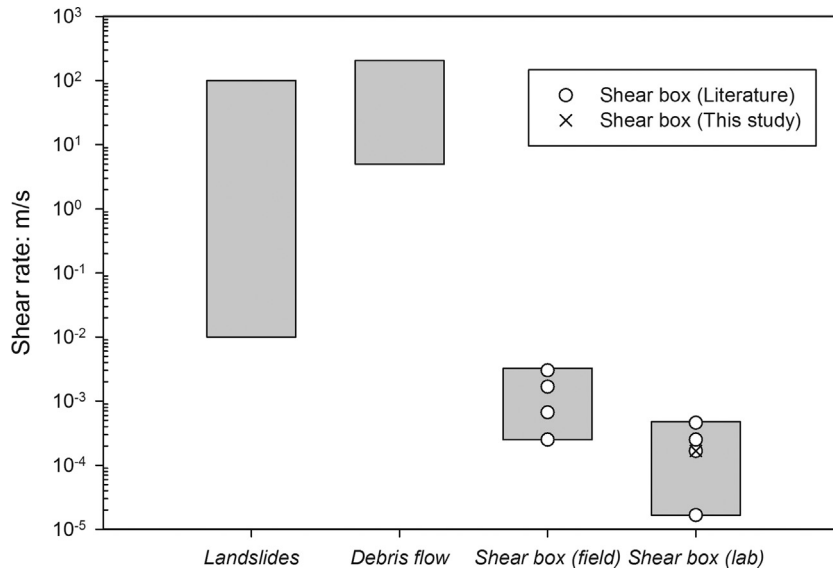 10³
10²
10¹
10⁰
10⁻¹
10⁻²
10⁻³
10⁻⁴
10⁻⁵
Shear rate: m/s
Shear box (Literature)
Shear box (This study)
Landslides
Debris flow
Shear box (field)
Shear box (lab)